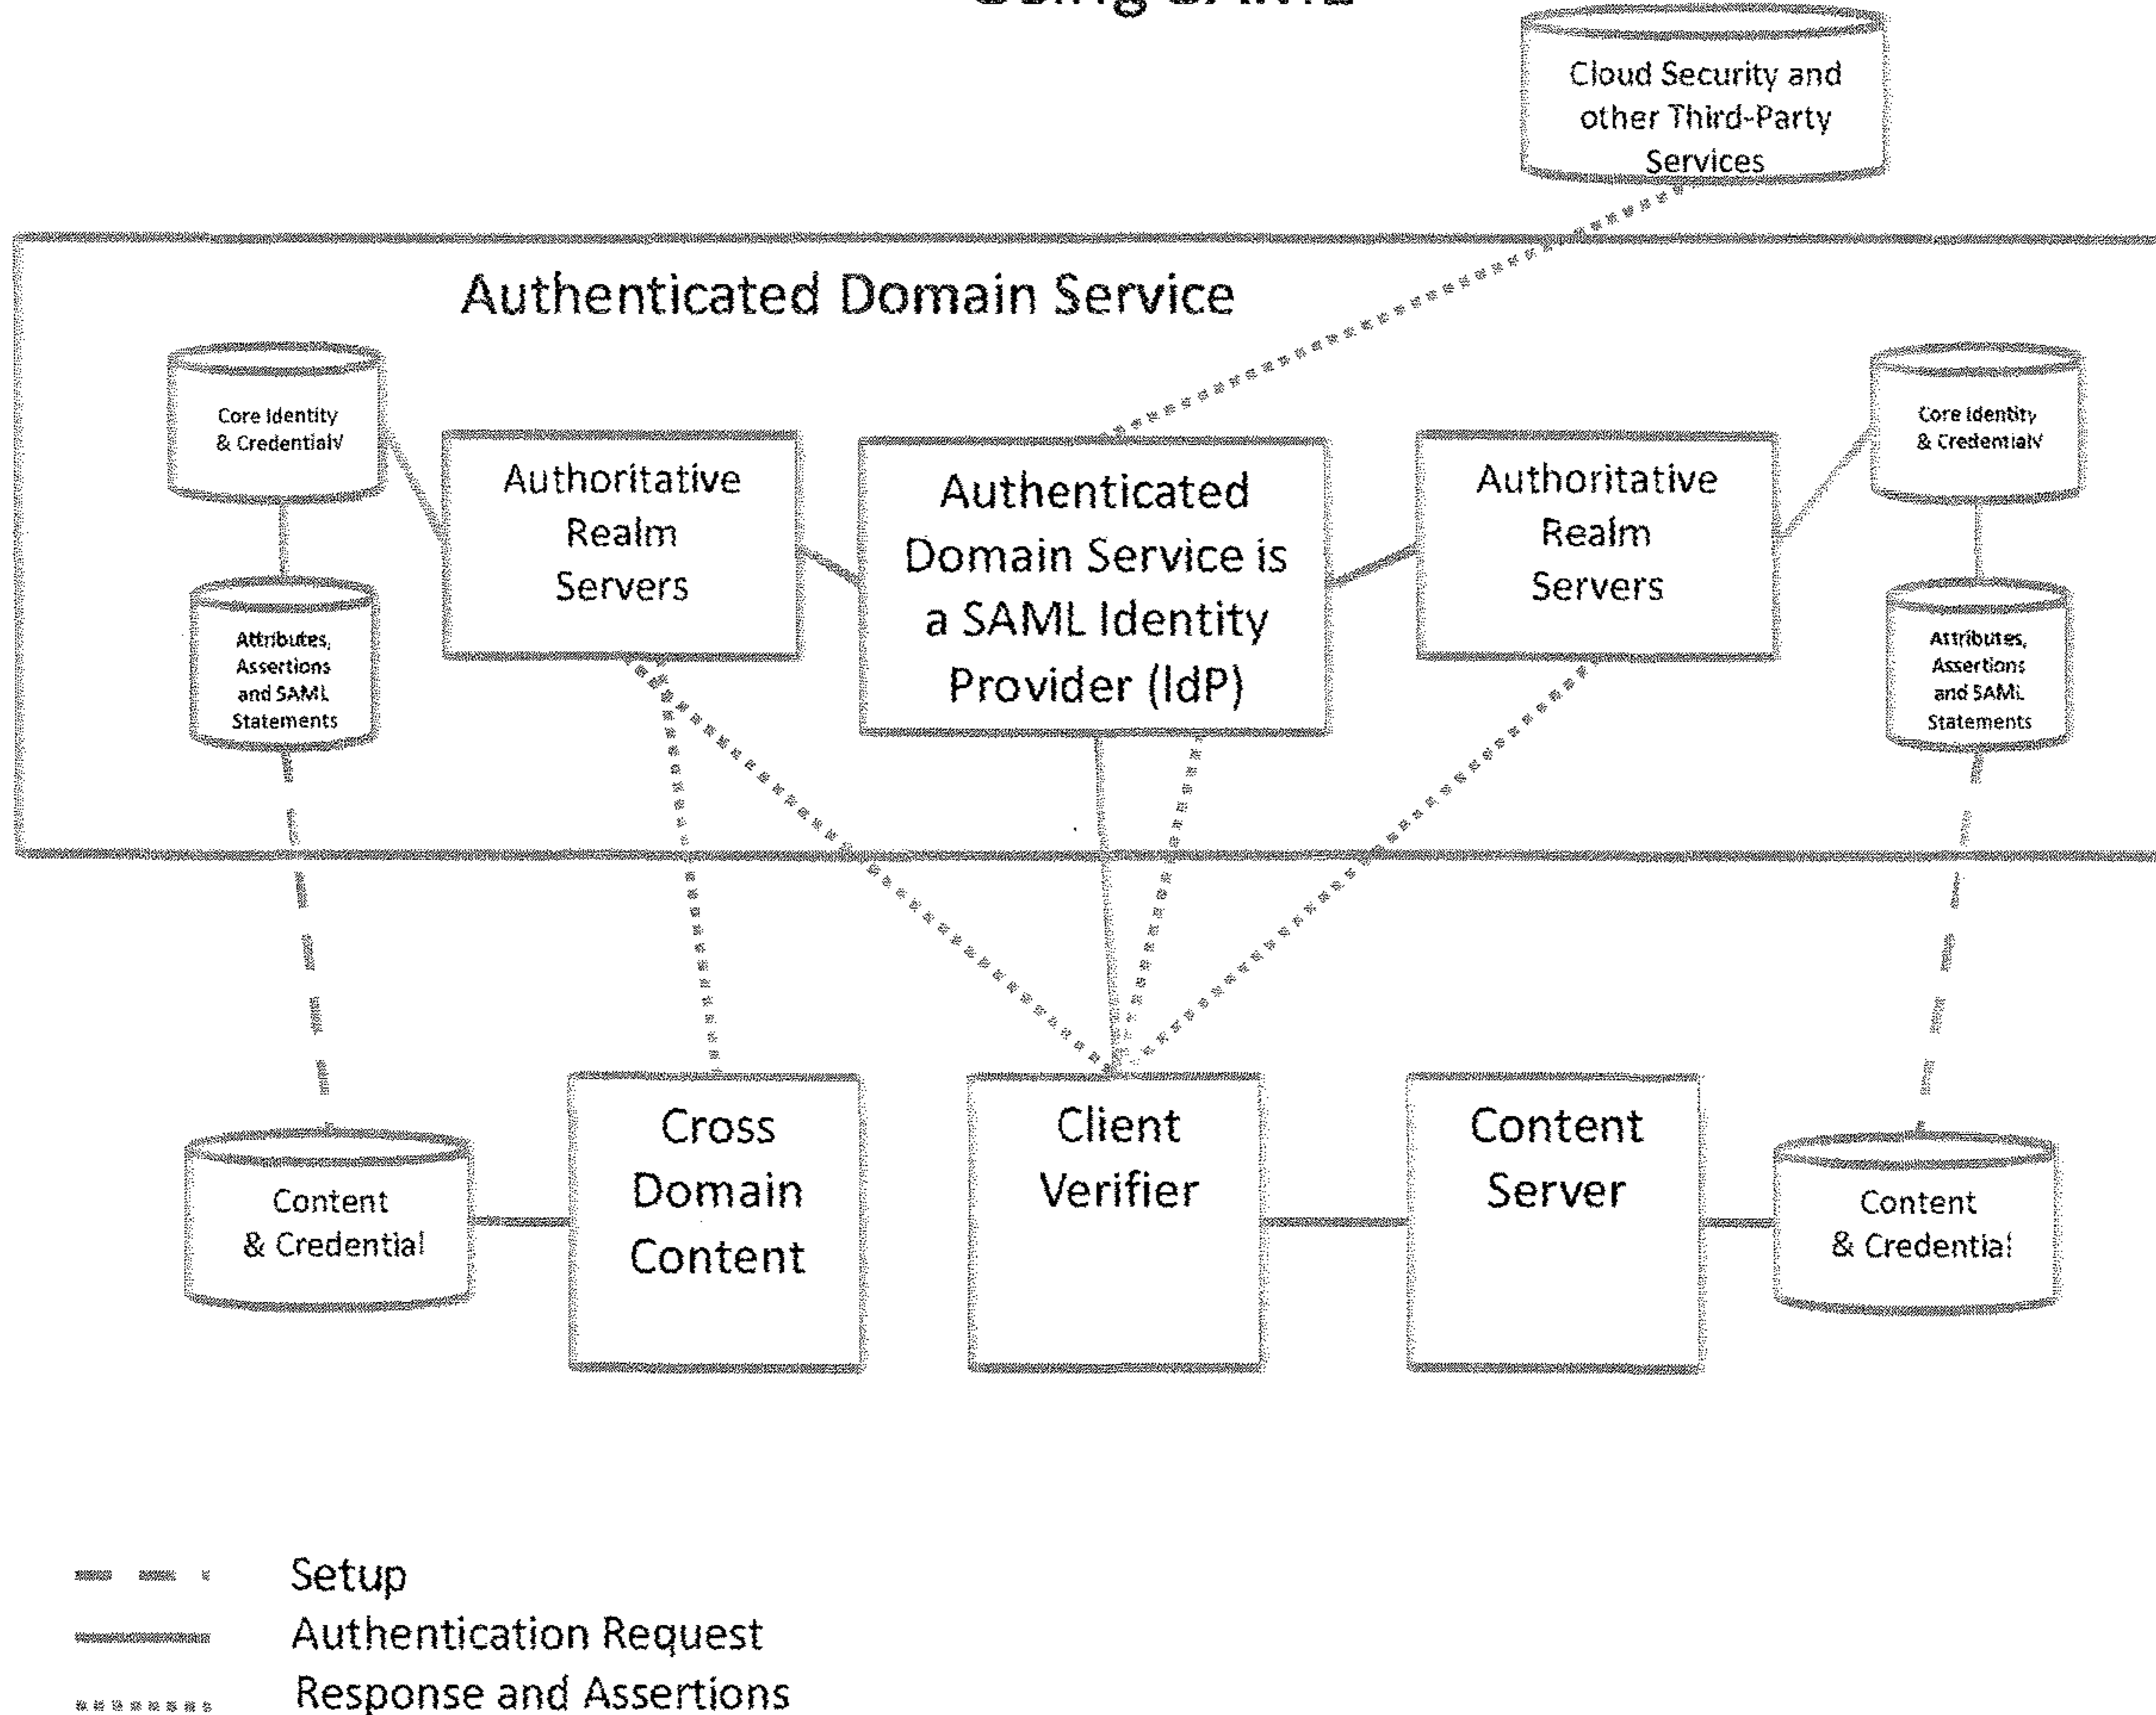 Cloud Security and
other Third-Party
Services
Authenticated Domain Service
Core Identity
& Credential\/
Authoritative
Realm
Servers
Authenticated
Domain Service is
a SAML Identity
Provider (IdP)
Authoritative
Realm
Servers
Core Identity
& Credential\/
Attributes,
Assertions
and SAML
Statements
Attributes,
Assertions
and SAML
Statements
Content
& Credential
Cross
Domain
Content
Client
Verifier
Content
Server
Content
& Credential
Setup
Authentication Request
Response and Assertions